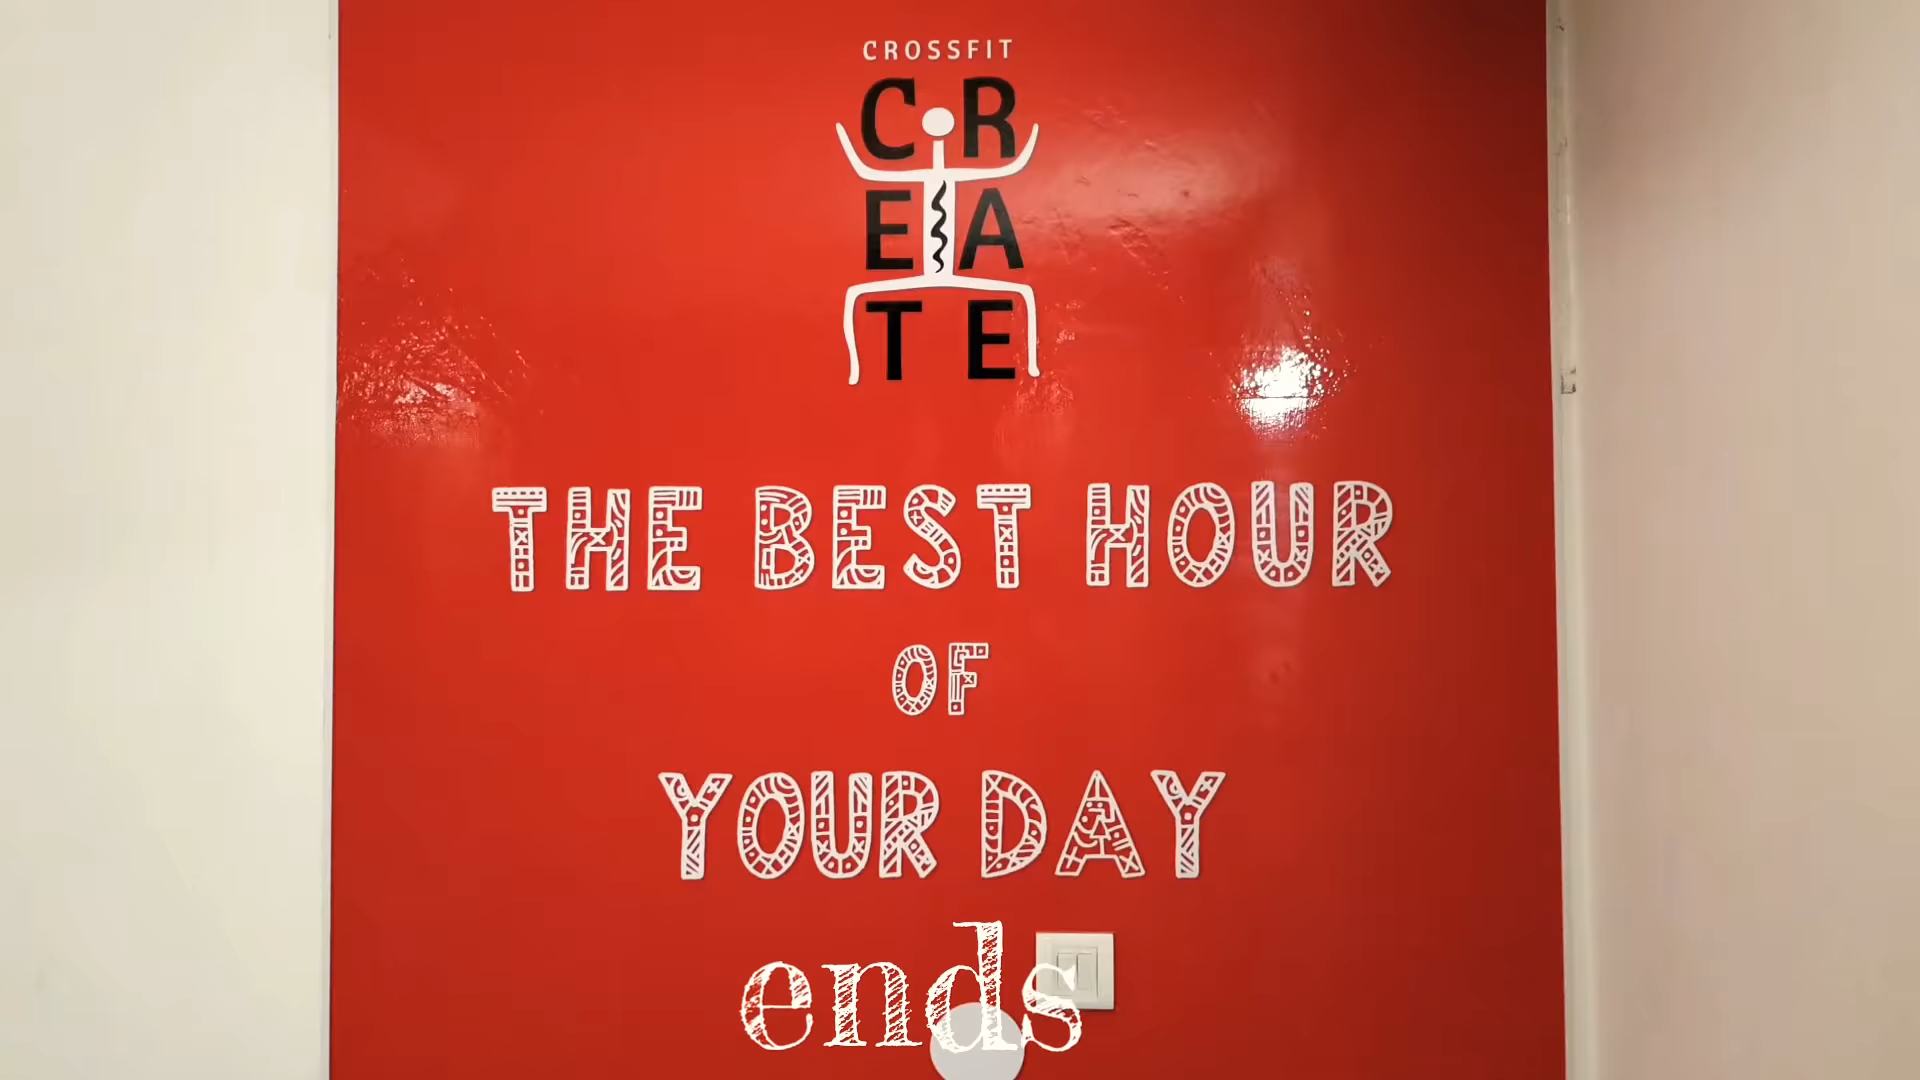 CROSSFIT
CR
EA
TE
THE BEST HOUR
OF
YOUR DAY
ends